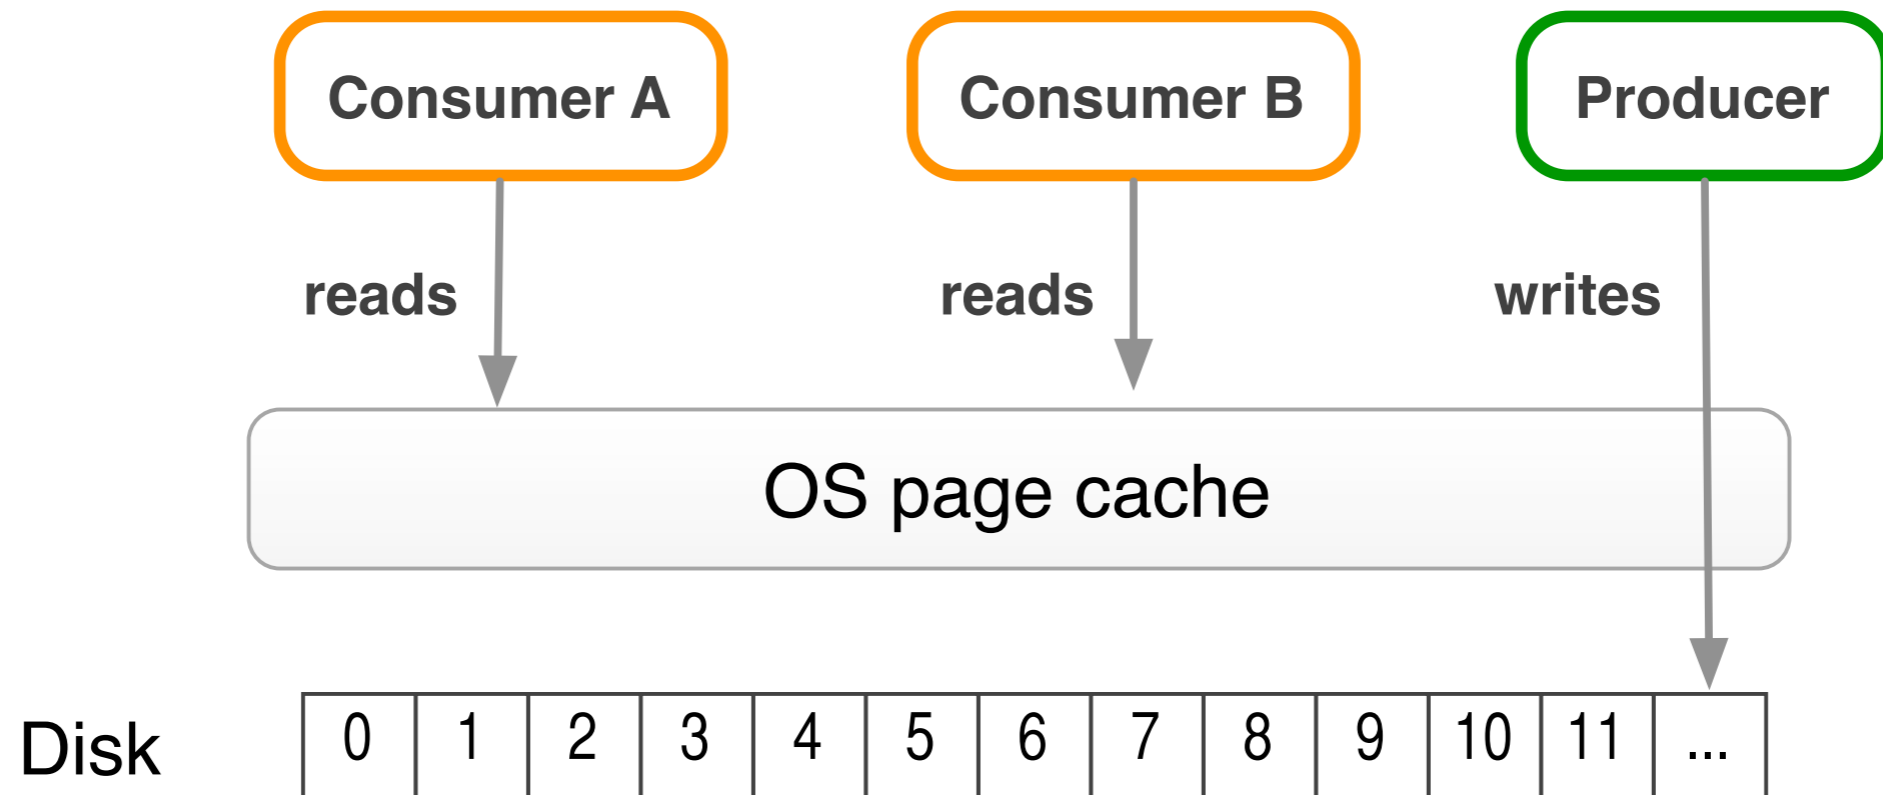 Consumer A
Consumer B
Producer
reads
reads
writes
OS page cache
Disk
0 1 2 3 4 5 6 7 8 9 10 11 ...